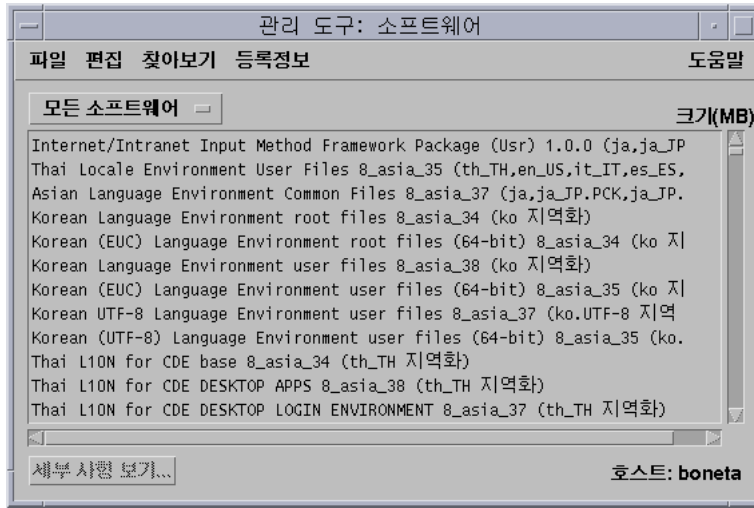 관리 도구: 소프트웨어
파일 편집 찾아보기 등록정보 도움말
모든 소프트웨어
크기(MB)
Internet/Intranet Input Method Framework Package (Usr) 1.0.0 (ja,ja_JP
Thai Locale Environment User Files 8_asia_35 (th_TH,en_US,it_IT,es_ES,
Asian Language Environment Common Files 8_asia_37 (ja,ja_JP.PCK,ja_JP.
Korean Language Environment root files 8_asia_34 (ko 지역화)
Korean (EUC) Language Environment root files (64-bit) 8_asia_34 (ko 지
Korean Language Environment user files 8_asia_38 (ko 지역화)
Korean (EUC) Language Environment user files (64-bit) 8_asia_35 (ko 지
Korean UTF-8 Language Environment user files 8_asia_37 (ko.UTF-8 지역
Korean (UTF-8) Language Environment user files (64-bit) 8_asia_35 (ko.
Thai L10N for CDE base 8_asia_34 (th_TH 지역화)
Thai L10N for CDE DESKTOP APPS 8_asia_38 (th_TH 지역화)
Thai L10N for CDE DESKTOP LOGIN ENVIRONMENT 8_asia_37 (th_TH 지역화)
세부 사항 보기...
호스트: boneta